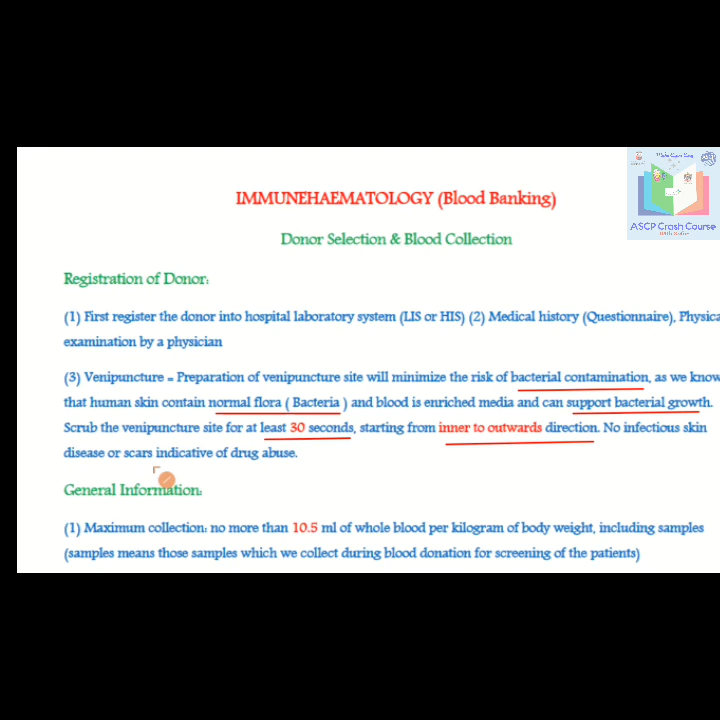 IMMUNEHAEMATOLOGY (Blood Banking)
ASCP Crash Course
Donor Selection & Blood Collection
Registration of Donor:
(1) First register the donor into hospital laboratory system (LIS or HIS) (2) Medical history (Questionnaire), Physica
examination by a physician
(3) Venipuncture = Preparation of venipuncture site will minimize the risk of bacterial contamination, as we know
that human skin contain normal flora ( Bacteria ) and blood is enriched media and can support bacterial growth.
Scrub the venipuncture site for at least 30 seconds, starting from inner to outwards direction. No infectious skin
disease or scars indicative of drug abuse.
General Information:
(1) Maximum collection: no more than 10.5 ml of whole blood per kilogram of body weight, including samples
(samples means those samples which we collect during blood donation for screening of the patients)